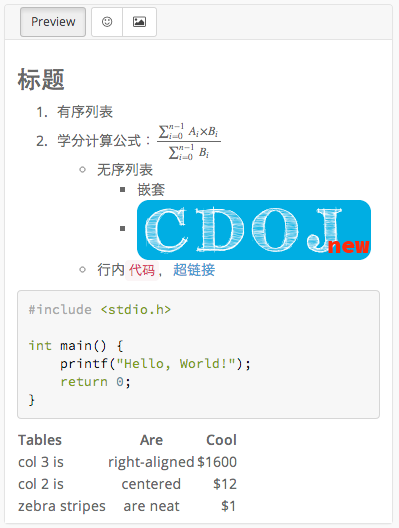 Preview
标题
1. 有序列表
2. 学分计算公式：\frac{\sum_{i=0}^{n-1} A_i×B_i}{\sum_{i=0}^{n-1} B_i}
无序列表
嵌套
CDOJ new
行内 代码 ，超链接
#include <stdio.h>
int main() {
    printf("Hello, World!");
    return 0;
}
Tables Are Cool
col 3 is right-aligned $1600
col 2 is centered $12
zebra stripes are neat $1